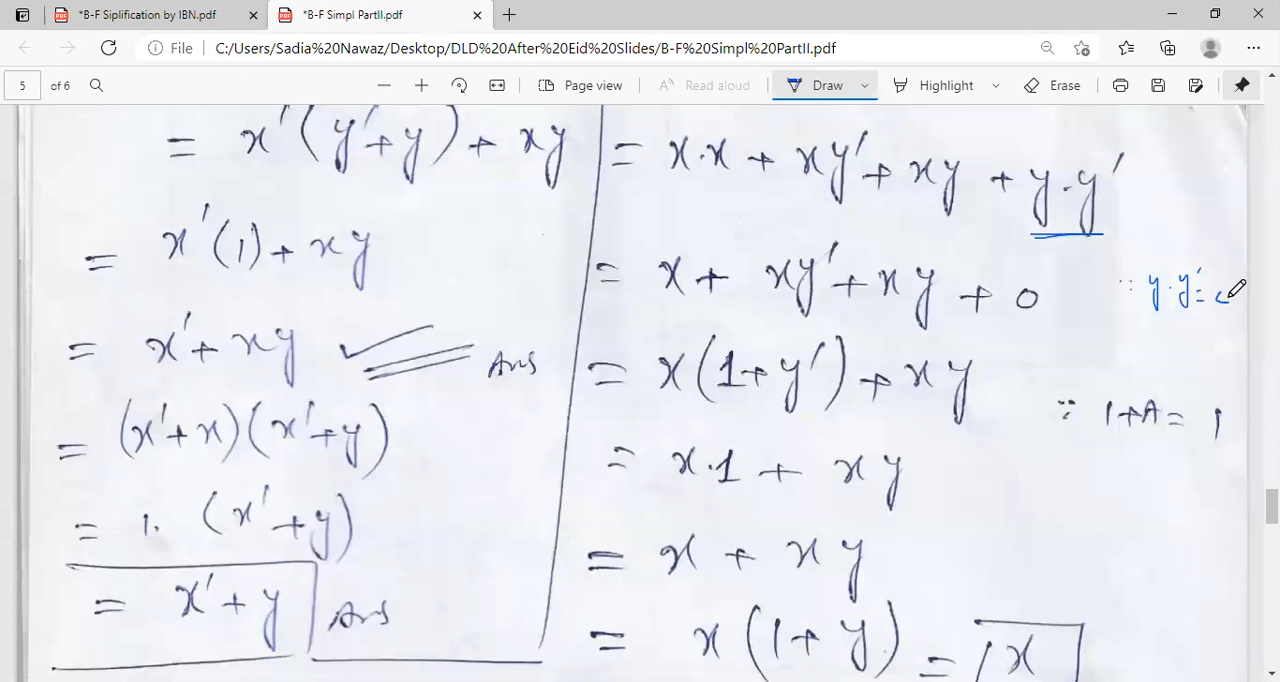 *B-F Siplification by IBN.pdf
*B-F Simpl PartII.pdf
File
C:/Users/Sadia%20Nawaz/Desktop/DLD%20After%20Eid%20Slides/B-F%20Simpl%20PartII.pdf
5 of 6
Page view
Read aloud
Draw
Highlight
Erase
= x'(y'+y) + xy
= x'(1) + xy
= x' + xy Ans
= (x'+x)(x'+y)
= 1. (x'+y)
= x' + y Ans
= x.x + xy' + xy + y.y'
= x + xy' + xy + 0 ∵ y.y' =
= x(1+y') + xy ∵ 1+A = 1
= x.1 + xy
= x + xy
= x(1+y) = x